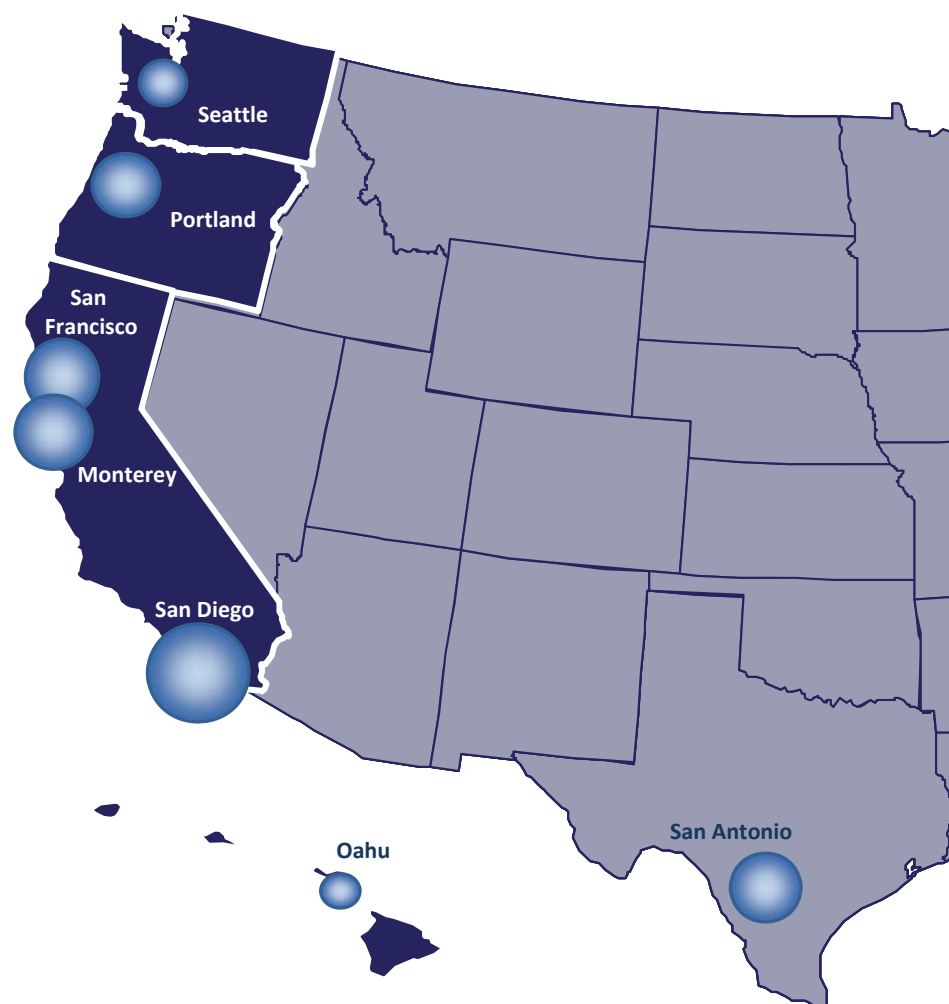 Seattle
Portland
San
Francisco
Monterey
San Diego
Oahu
San Antonio